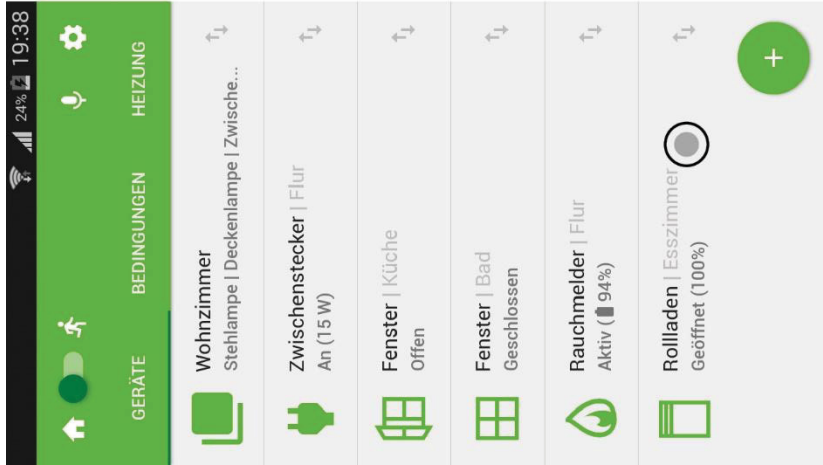 24% 19:38
GERÄTE BEDINGUNGEN HEIZUNG
Wohnzimmer
Stehlampe | Deckenlampe | Zwische...
Zwischenstecker | Flur
An (15 W)
Fenster | Küche
Offen
Fenster | Bad
Geschlossen
Rauchmelder | Flur
Aktiv ( 94%)
Rollladen | Esszimmer
Geöffnet (100%)